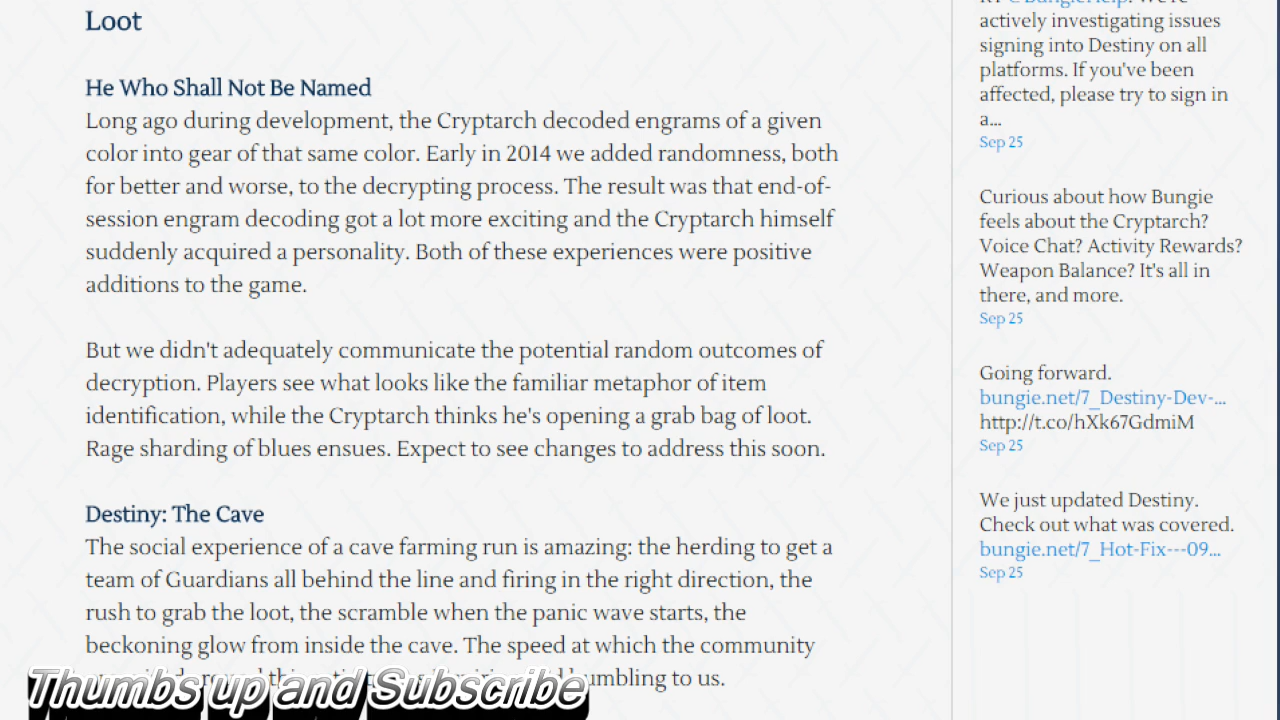 Loot
He Who Shall Not Be Named
Long ago during development, the Cryptarch decoded engrams of a given
color into gear of that same color. Early in 2014 we added randomness, both
for better and worse, to the decrypting process. The result was that end-of-
session engram decoding got a lot more exciting and the Cryptarch himself
suddenly acquired a personality. Both of these experiences were positive
additions to the game.
But we didn't adequately communicate the potential random outcomes of
decryption. Players see what looks like the familiar metaphor of item
identification, while the Cryptarch thinks he's opening a grab bag of loot.
Rage sharding of blues ensues. Expect to see changes to address this soon.
Destiny: The Cave
The social experience of a cave farming run is amazing: the herding to get a
team of Guardians all behind the line and firing in the right direction, the
rush to grab the loot, the scramble when the panic wave starts, the
beckoning glow from inside the cave. The speed at which the community
to us.
Thumbs up and Subscribe
actively investigating issues
signing into Destiny on all
platforms. If you've been
affected, please try to sign in
a...
Sep 25
Curious about how Bungie
feels about the Cryptarch?
Voice Chat? Activity Rewards?
Weapon Balance? It's all in
there, and more.
Sep 25
Going forward.
bungie.net/7_Destiny-Dev-...
http://t.co/hXk67GdmiM
Sep 25
We just updated Destiny.
Check out what was covered.
bungie.net/7_Hot-Fix---09...
Sep 25